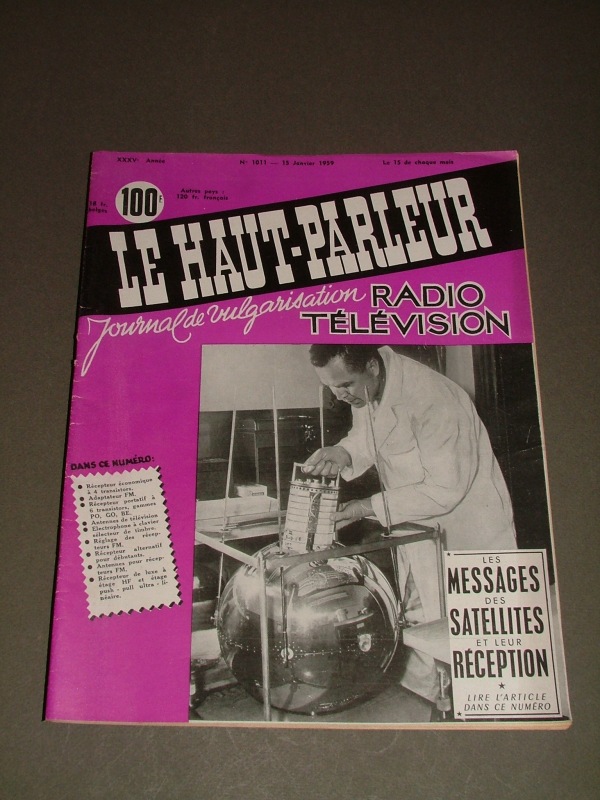 XXXVe Année
N° 1011 — 15 Janvier 1959
Le 15 de chaque mois
18 fr. belges
100F
Autres pays :
120 fr. français
LE HAUT-PARLEUR
Journal de vulgarisation
RADIO
TÉLÉVISION
DANS CE NUMÉRO:
● Récepteur économique
à 4 transistors.
● Adaptateur FM.
● Récepteur portatif à
6 transistors, gammes
PO, GO, BE.
● Antennes de télévision
● Electrophone à clavier
sélecteur de timbre.
● Réglage des récep-
teurs FM.
● Récepteur alternatif
pour débutants.
● Antennes pour récep-
teurs FM.
● Récepteur de luxe à
étage HF et étage
push - pull ultra - li-
néaire.
LES
MESSAGES
DES
SATELLITES
ET LEUR
RÉCEPTION
LIRE L'ARTICLE
DANS CE NUMÉRO